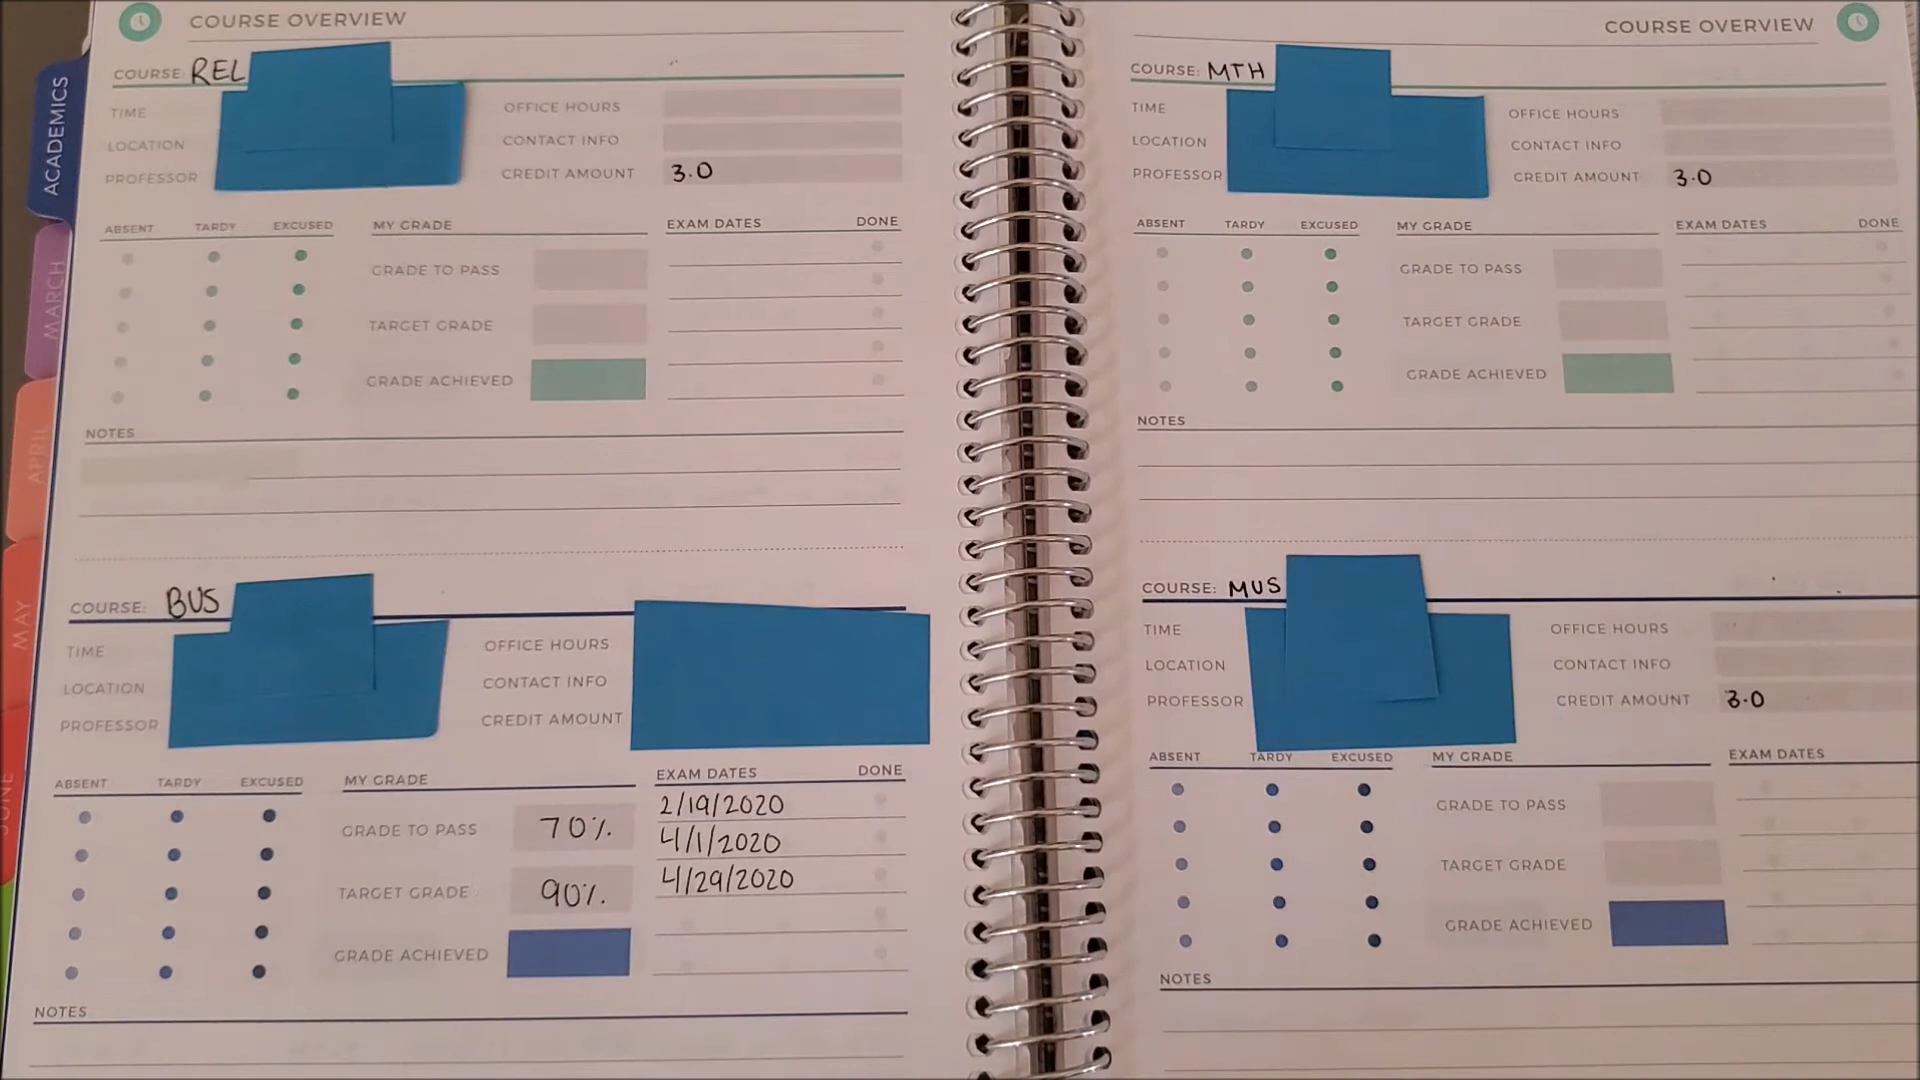 COURSE OVERVIEW
COURSE: REL
TIME
LOCATION
PROFESSOR
OFFICE HOURS
CONTACT INFO
CREDIT AMOUNT 3.0
ABSENT TARDY EXCUSED
MY GRADE
GRADE TO PASS
TARGET GRADE
GRADE ACHIEVED
EXAM DATES DONE
NOTES
COURSE: BUS
TIME
LOCATION
PROFESSOR
OFFICE HOURS
CONTACT INFO
CREDIT AMOUNT
ABSENT TARDY EXCUSED
MY GRADE
GRADE TO PASS 70%
TARGET GRADE 90%
GRADE ACHIEVED
EXAM DATES DONE
2/19/2020
4/1/2020
4/29/2020
NOTES
COURSE OVERVIEW
COURSE: MTH
TIME
LOCATION
PROFESSOR
OFFICE HOURS
CONTACT INFO
CREDIT AMOUNT 3.0
ABSENT TARDY EXCUSED
MY GRADE
GRADE TO PASS
TARGET GRADE
GRADE ACHIEVED
EXAM DATES DONE
NOTES
COURSE: MUS
TIME
LOCATION
PROFESSOR
OFFICE HOURS
CONTACT INFO
CREDIT AMOUNT 3.0
ABSENT TARDY EXCUSED
MY GRADE
GRADE TO PASS
TARGET GRADE
GRADE ACHIEVED
EXAM DATES
NOTES
ACADEMICS
MARCH
APRIL
MAY
JUNE